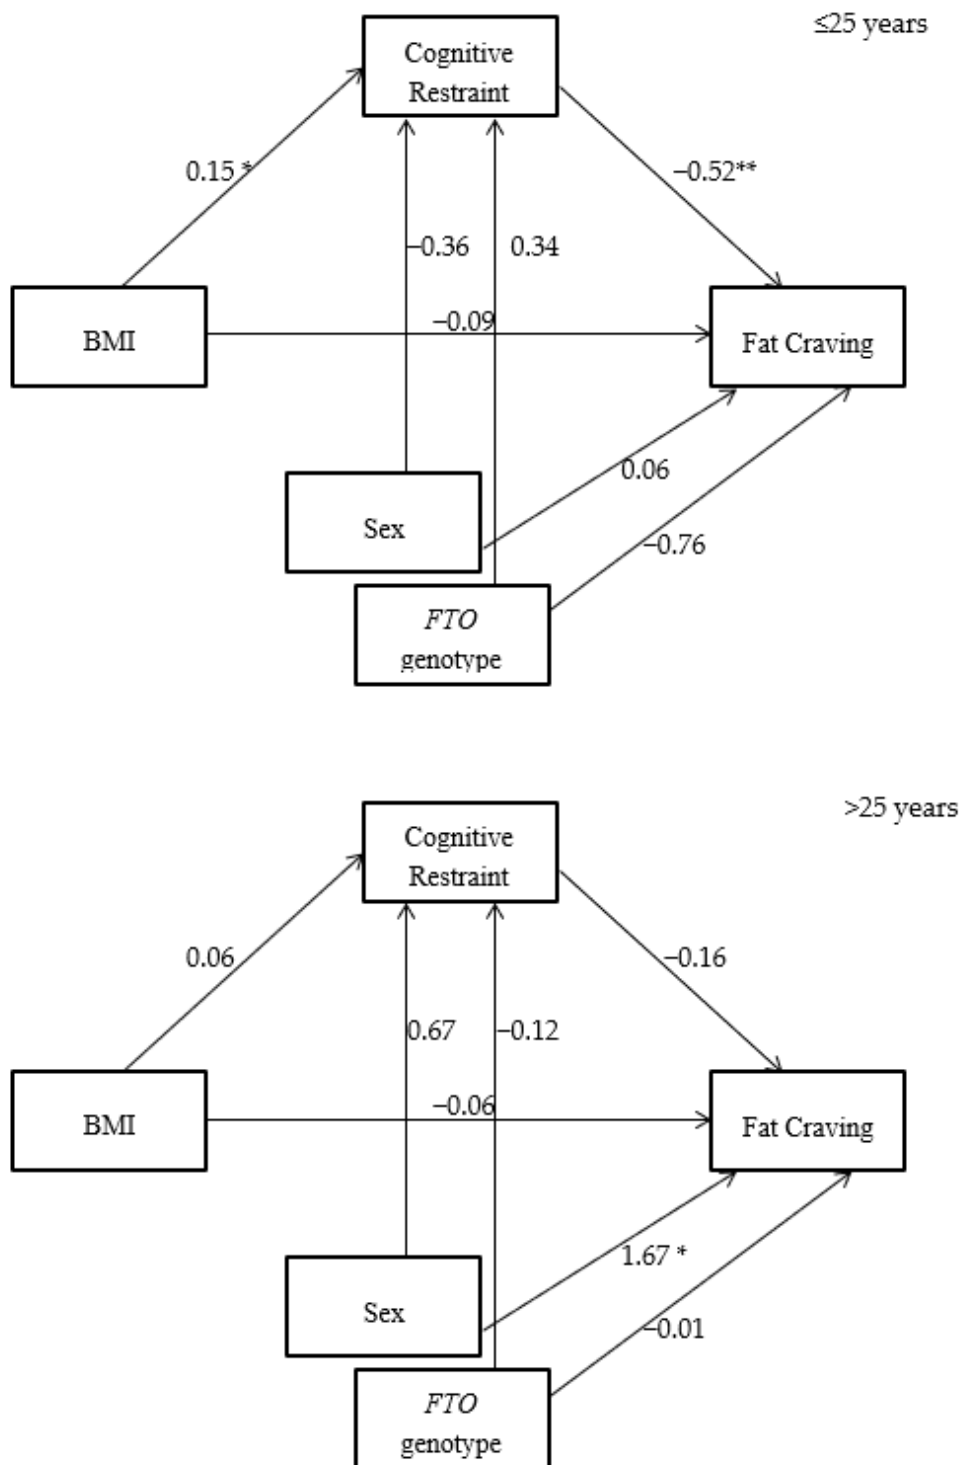 ≤25 years
Cognitive
Restraint
0.15 *
−0.52**
−0.36
0.34
BMI
−0.09
Fat Craving
Sex
0.06
−0.76
FTO
genotype
>25 years
Cognitive
Restraint
0.06
−0.16
0.67
−0.12
BMI
−0.06
Fat Craving
Sex
1.67 *
−0.01
FTO
genotype